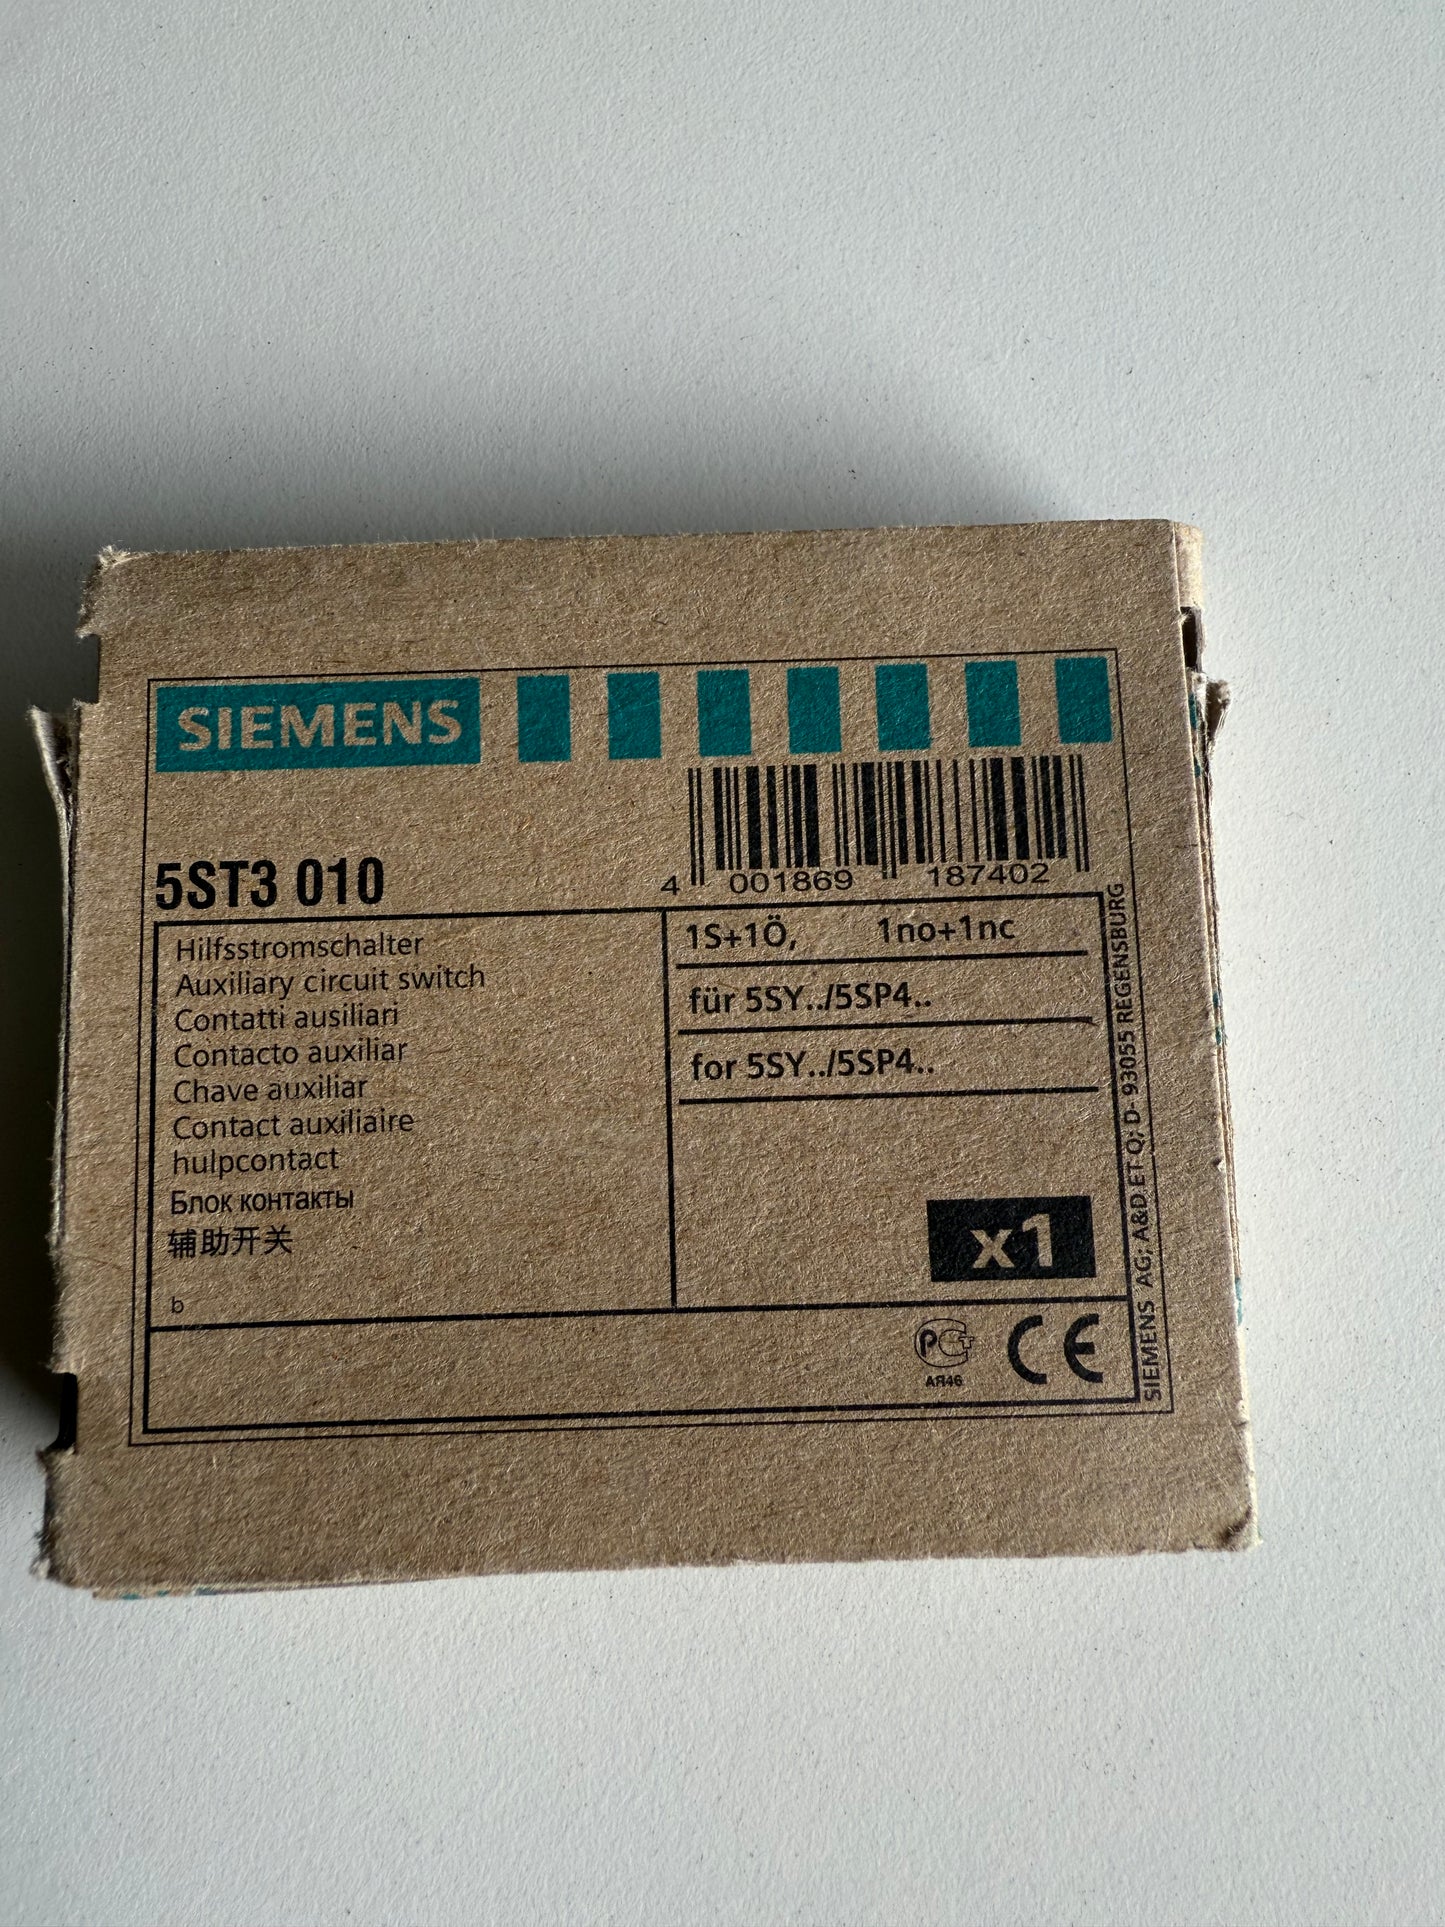 SIEMENS
4 001869 187402
5ST3 010
Hilfsstromschalter
Auxiliary circuit switch
Contatti ausiliari
Contacto auxiliar
Chave auxiliar
Contact auxiliaire
hulpcontact
Блок контакты
辅助开关
b
1S+1Ö, 1no+1nc
für 5SY../5SP4..
for 5SY../5SP4..
x1
РСТ
АЯ46
CE
SIEMENS AG; A&D ET Q; D- 93055 REGENSBURG